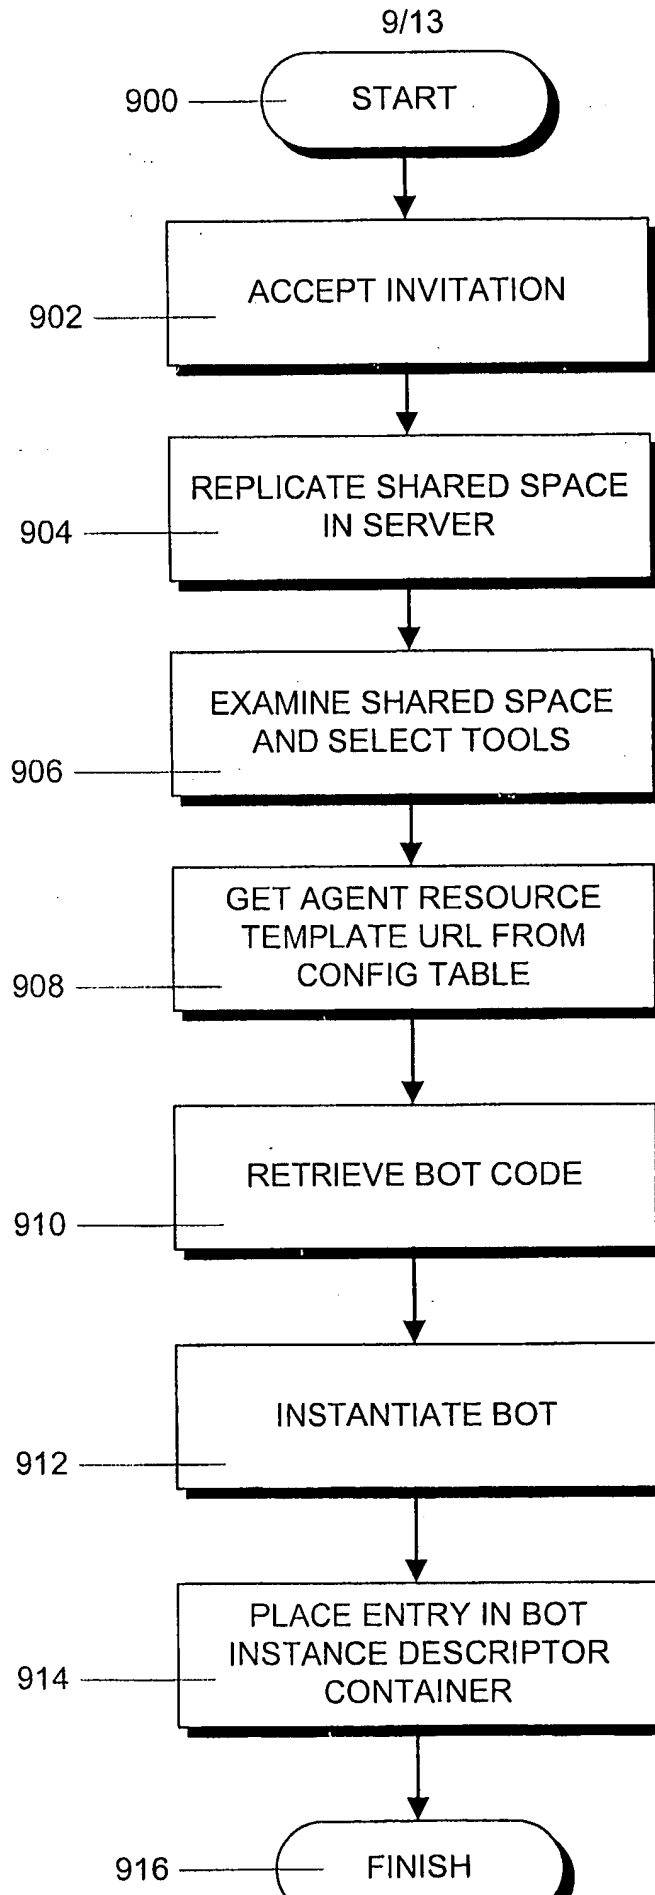 9/13
900
START
902
ACCEPT INVITATION
904
REPLICATE SHARED SPACE
IN SERVER
906
EXAMINE SHARED SPACE
AND SELECT TOOLS
908
GET AGENT RESOURCE
TEMPLATE URL FROM
CONFIG TABLE
910
RETRIEVE BOT CODE
912
INSTANTIATE BOT
914
PLACE ENTRY IN BOT
INSTANCE DESCRIPTOR
CONTAINER
916
FINISH